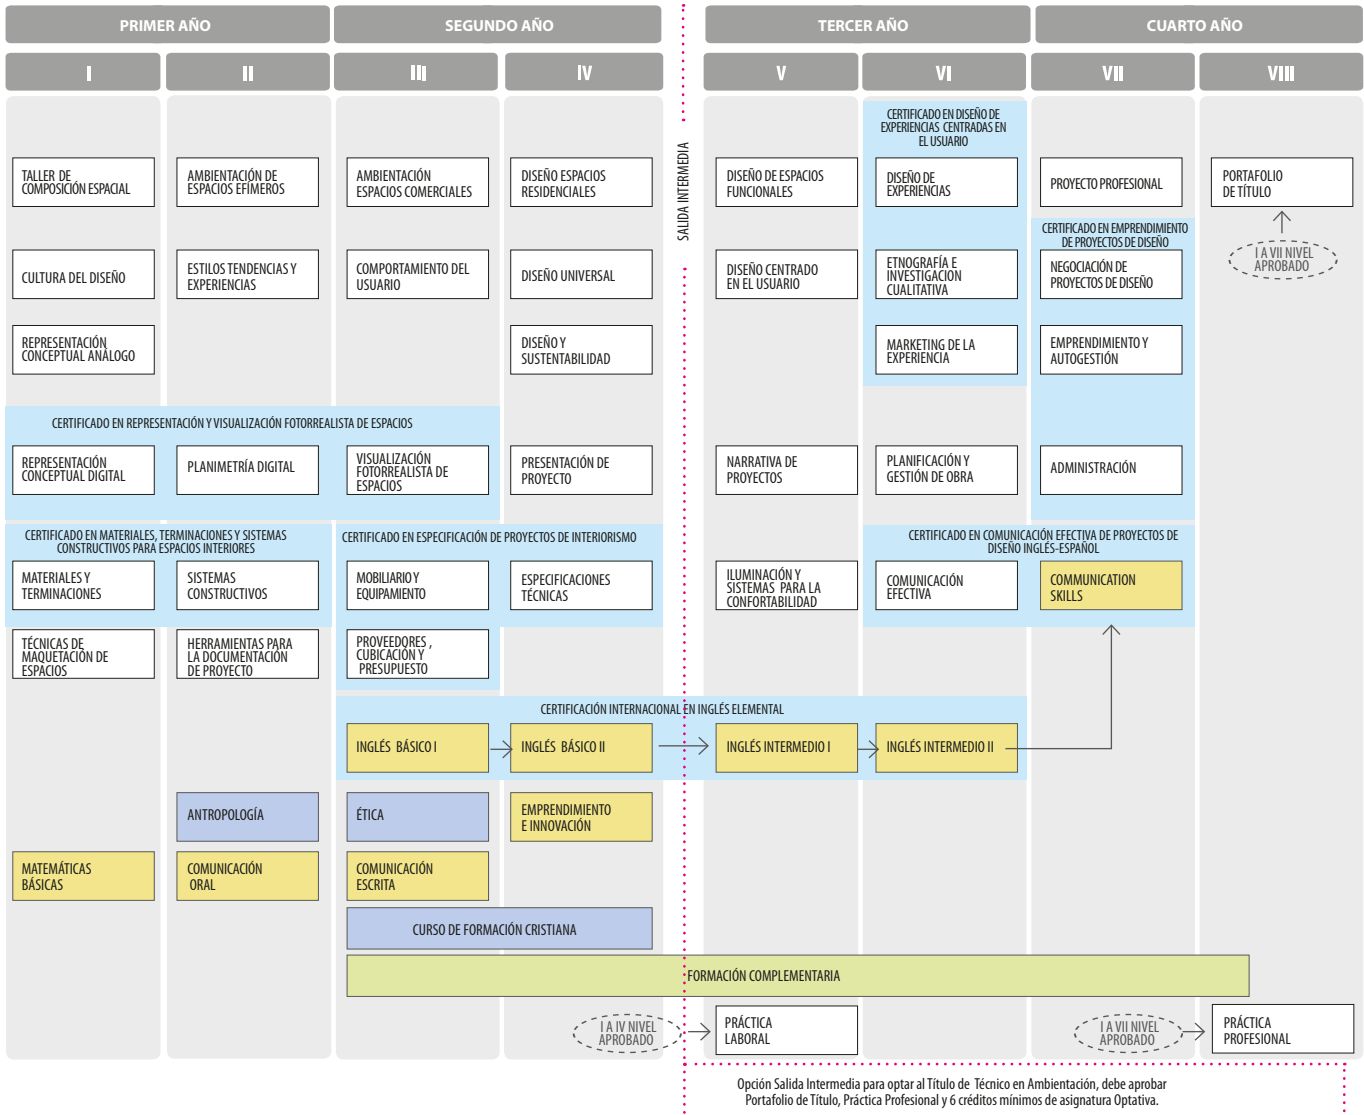 PRIMER AÑO
SEGUNDO AÑO
TERCER AÑO
CUARTO AÑO
I
II
III
IV
V
VI
VII
VIII
SALIDA INTERMEDIA
CERTIFICADO EN DISEÑO DE
EXPERIENCIAS CENTRADAS EN
EL USUARIO
TALLER DE
COMPOSICIÓN ESPACIAL
AMBIENTACIÓN DE
ESPACIOS EFÍMEROS
AMBIENTACIÓN
ESPACIOS COMERCIALES
DISEÑO ESPACIOS
RESIDENCIALES
DISEÑO DE ESPACIOS
FUNCIONALES
DISEÑO DE
EXPERIENCIAS
PROYECTO PROFESIONAL
PORTAFOLIO
DE TÍTULO
CERTIFICADO EN EMPRENDIMIENTO
DE PROYECTOS DE DISEÑO
I A VII NIVEL
APROBADO
CULTURA DEL DISEÑO
ESTILOS TENDENCIAS Y
EXPERIENCIAS
COMPORTAMIENTO DEL
USUARIO
DISEÑO UNIVERSAL
DISEÑO CENTRADO
EN EL USUARIO
ETNOGRAFÍA E
INVESTIGACION
CUALITATIVA
NEGOCIACIÓN DE
PROYECTOS DE DISEÑO
REPRESENTACIÓN
CONCEPTUAL ANÁLOGO
DISEÑO Y
SUSTENTABILIDAD
MARKETING DE LA
EXPERIENCIA
EMPRENDIMIENTO Y
AUTOGESTIÓN
CERTIFICADO EN REPRESENTACIÓN Y VISUALIZACIÓN FOTORREALISTA DE ESPACIOS
REPRESENTACIÓN
CONCEPTUAL DIGITAL
PLANIMETRÍA DIGITAL
VISUALIZACIÓN
FOTORREALISTA DE
ESPACIOS
PRESENTACIÓN DE
PROYECTO
NARRATIVA DE
PROYECTOS
PLANIFICACIÓN Y
GESTIÓN DE OBRA
ADMINISTRACIÓN
CERTIFICADO EN MATERIALES, TERMINACIONES Y SISTEMAS
CONSTRUCTIVOS PARA ESPACIOS INTERIORES
CERTIFICADO EN ESPECIFICACIÓN DE PROYECTOS DE INTERIORISMO
CERTIFICADO EN COMUNICACIÓN EFECTIVA DE PROYECTOS DE
DISEÑO INGLÉS-ESPAÑOL
MATERIALES Y
TERMINACIONES
SISTEMAS
CONSTRUCTIVOS
MOBILIARIO Y
EQUIPAMIENTO
ESPECIFICACIONES
TÉCNICAS
ILUMINACIÓN Y
SISTEMAS PARA LA
CONFORTABILIDAD
COMUNICACIÓN
EFECTIVA
COMMUNICATION
SKILLS
TÉCNICAS DE
MAQUETACIÓN DE
ESPACIOS
HERRAMIENTAS PARA
LA DOCUMENTACIÓN
DE PROYECTO
PROVEEDORES ,
CUBICACIÓN Y
PRESUPUESTO
CERTIFICACIÓN INTERNACIONAL EN INGLÉS ELEMENTAL
INGLÉS BÁSICO I
INGLÉS BÁSICO II
INGLÉS INTERMEDIO I
INGLÉS INTERMEDIO II
ANTROPOLOGÍA
ÉTICA
EMPRENDIMIENTO
E INNOVACIÓN
MATEMÁTICAS
BÁSICAS
COMUNICACIÓN
ORAL
COMUNICACIÓN
ESCRITA
CURSO DE FORMACIÓN CRISTIANA
FORMACIÓN COMPLEMENTARIA
I A IV NIVEL
APROBADO
PRÁCTICA
LABORAL
I A VII NIVEL
APROBADO
PRÁCTICA
PROFESIONAL
Opción Salida Intermedia para optar al Título de Técnico en Ambientación, debe aprobar
Portafolio de Título, Práctica Profesional y 6 créditos mínimos de asignatura Optativa.